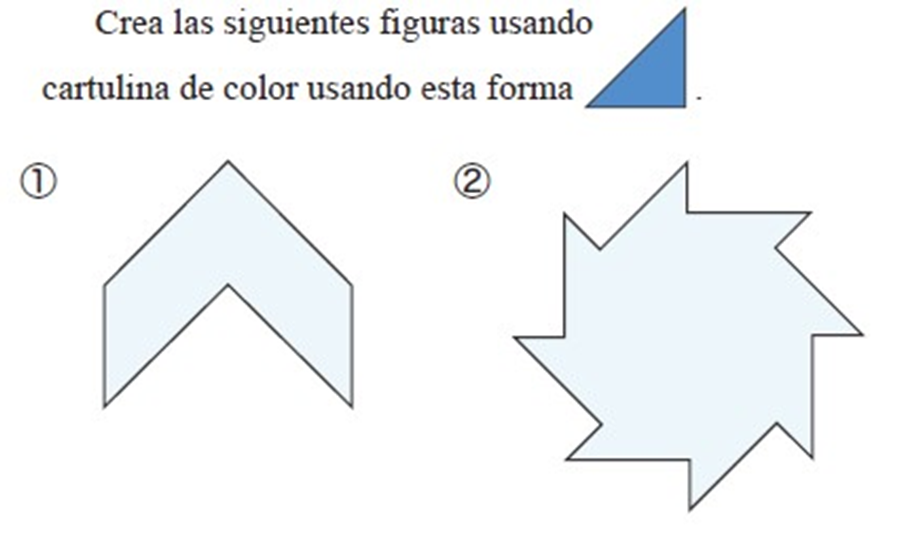 Crea las siguientes figuras usando
cartulina de color usando esta forma .
①
②